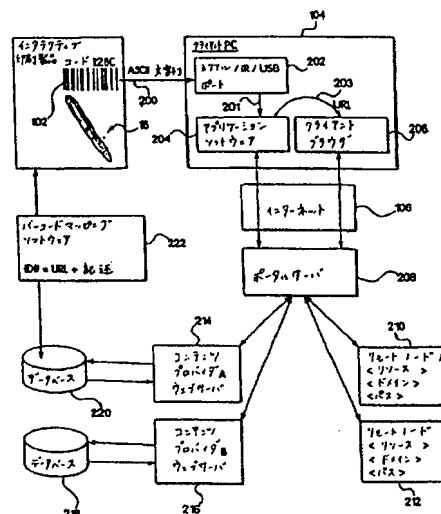 インタラクティブ
印刷製品 コード128C
102
16
ASCII 文字列
200
104
クライアントPC
シリアル/IR/USB
ポート
202
201
203
URL
204
アプリケーション
ソフトウェア
クライアント
ブラウザ
206
インターネット
106
バーコードマッピング
ソフトウェア
ID#=URL+記述
222
ポータルサーバ
208
214
コンテンツ
プロバイダA
ウェブサーバ
データベース
220
210
リモートノード
<リソース>
<ドメイン>
<パス>
データベース
218
コンテンツ
プロバイダB
ウェブサーバ
216
リモートノード
<リソース>
<ドメイン>
<パス>
212